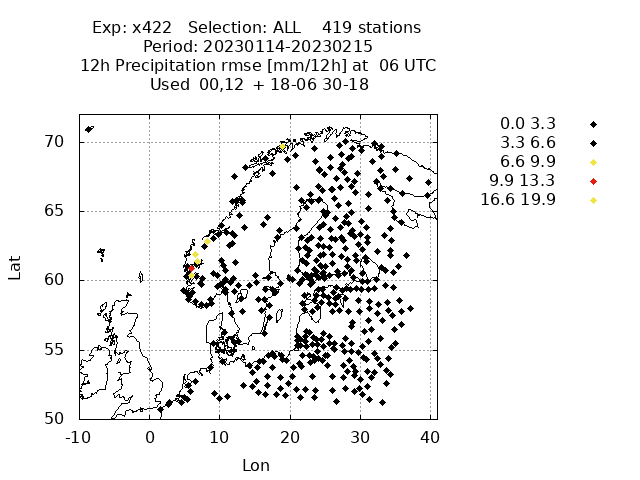 Exp: x422   Selection: ALL    419 stations
Period: 20230114-20230215
12h Precipitation rmse [mm/12h] at  06 UTC
Used  00,12  + 18-06 30-18
0.0 3.3
3.3 6.6
6.6 9.9
9.9 13.3
16.6 19.9
70
65
60
55
50
Lat
-10 0 10 20 30 40
Lon